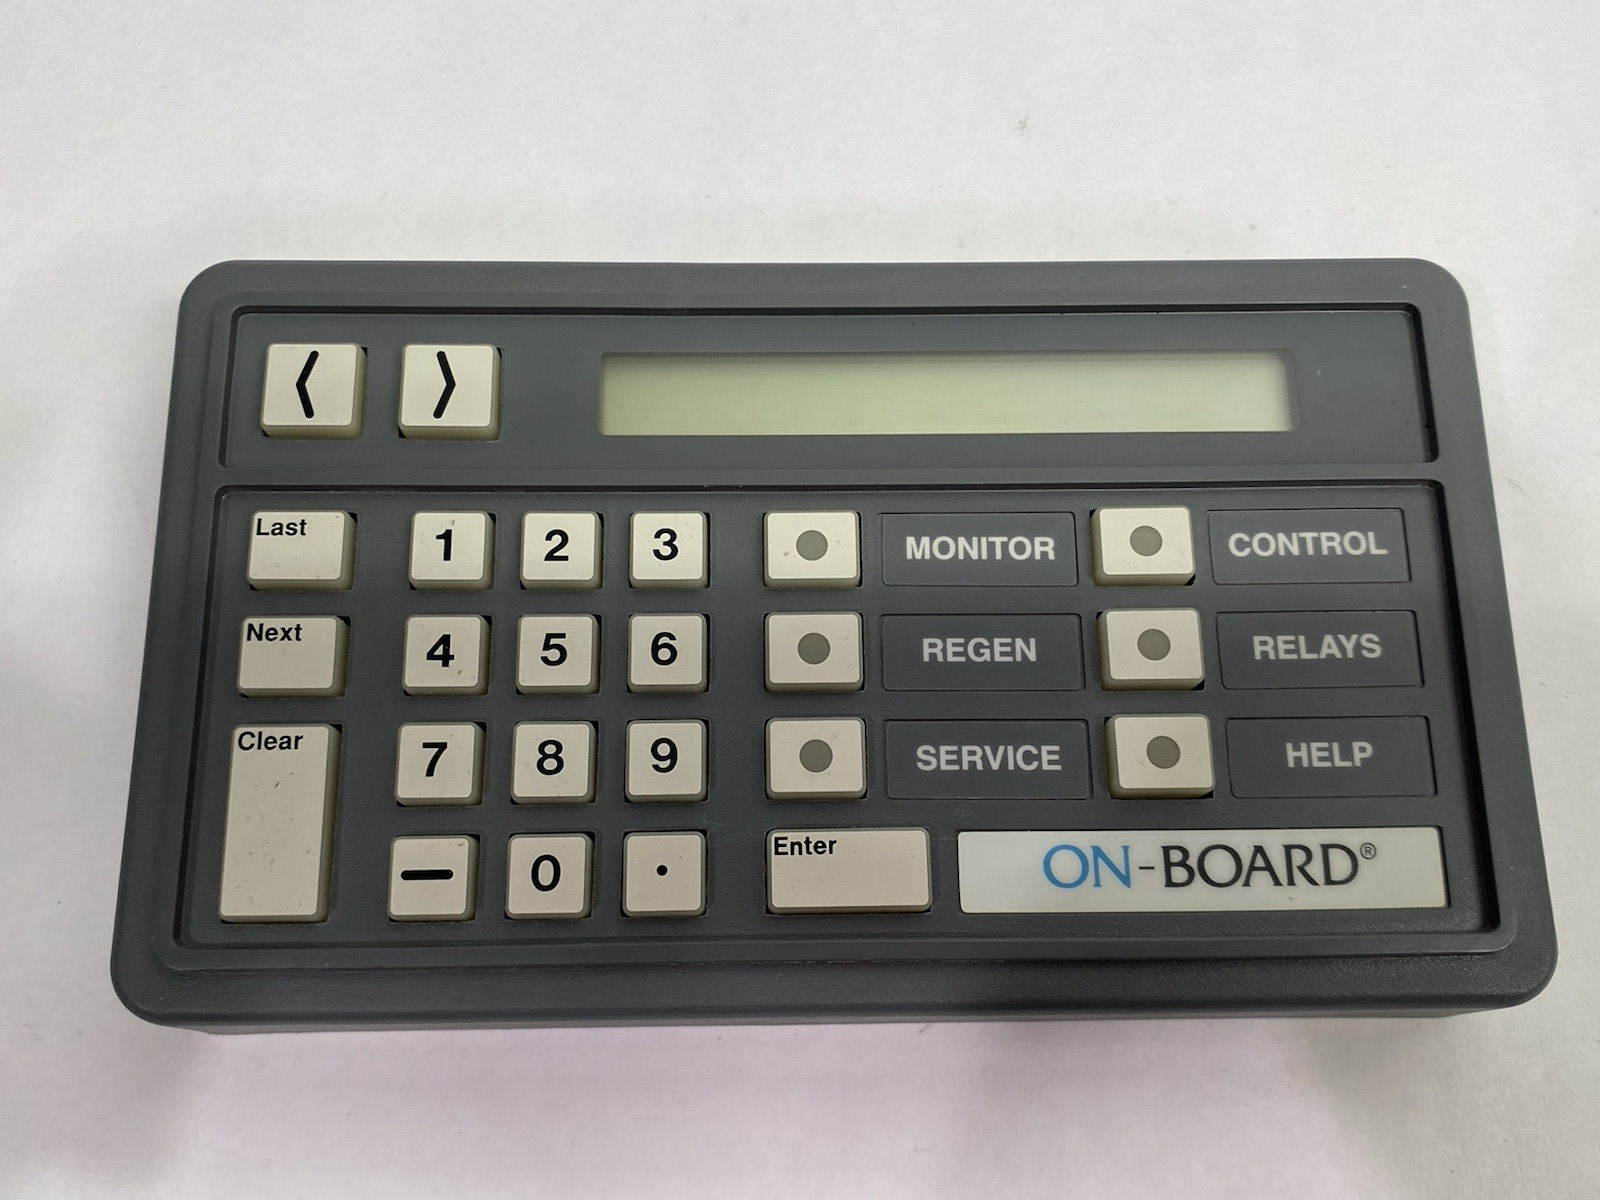 < >
Last 1 2 3 MONITOR CONTROL
Next 4 5 6 REGEN RELAYS
Clear 7 8 9 SERVICE HELP
— 0 . Enter ON-BOARD®